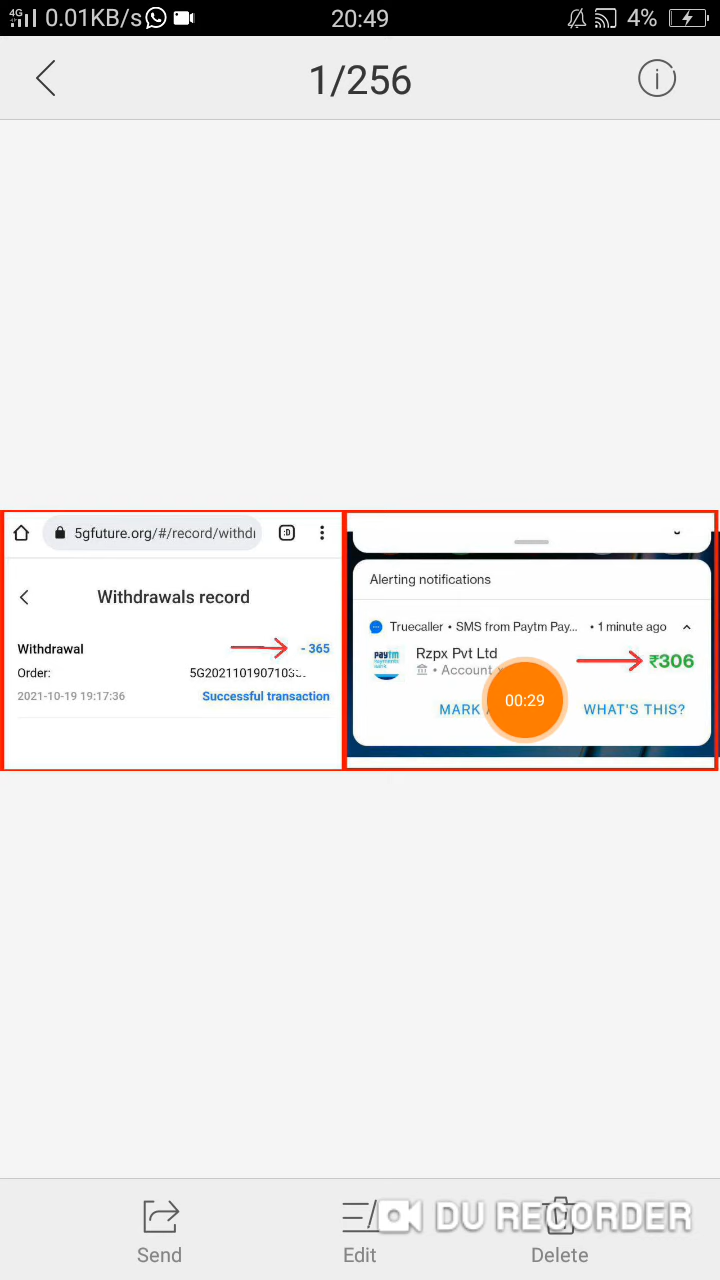 4G 0.01KB/s 20:49 4%
1/256
5gfuture.org/#/record/withdı
Withdrawals record
Withdrawal - 365
Order:
2021-10-19 19:17:36 Successful transaction
Alerting notifications
Truecaller • SMS from Paytm Pay... • 1 minute ago
Rzpx Pvt Ltd ₹306
Paytm
• Account
MARK
00:29
WHAT'S THIS?
DU RECORDER
Send Edit Delete